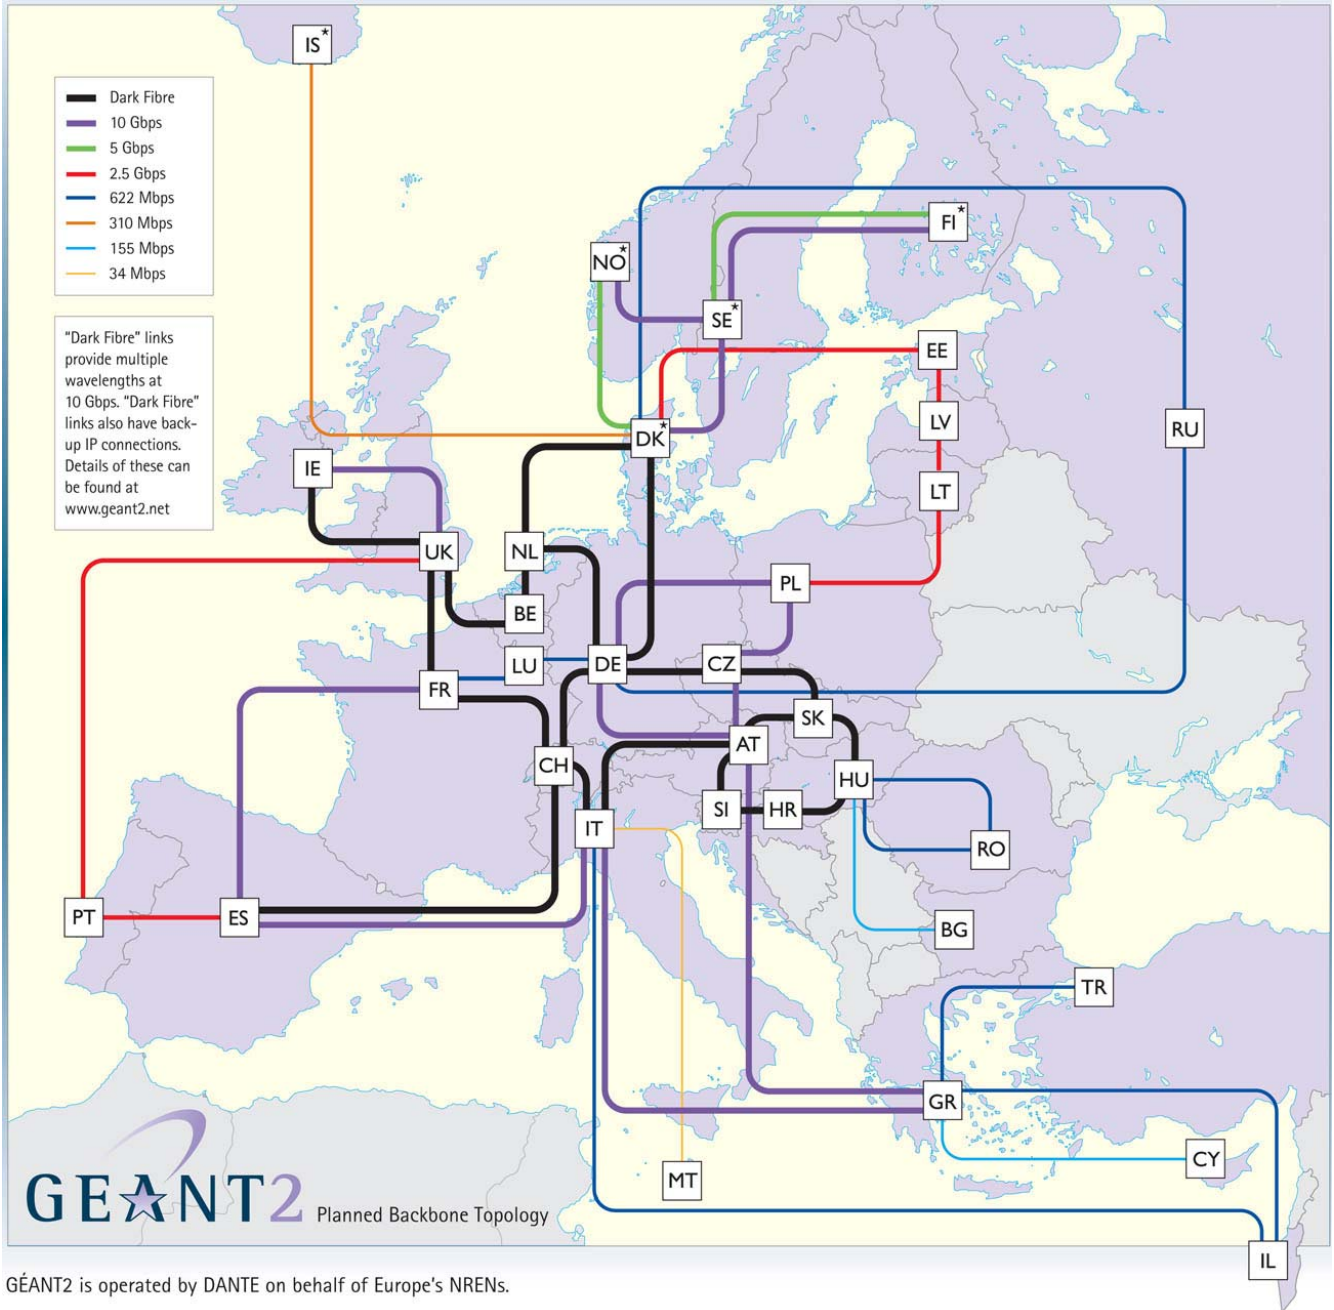 IS*
Dark Fibre
10 Gbps
5 Gbps
2.5 Gbps
622 Mbps
310 Mbps
155 Mbps
34 Mbps
"Dark Fibre" links
provide multiple
wavelengths at
10 Gbps. "Dark Fibre"
links also have back-
up IP connections.
Details of these can
be found at
www.geant2.net
FI*
NO*
SE*
EE
LV
RU
DK*
IE
LT
UK
NL
PL
BE
LU
DE
CZ
FR
SK
AT
CH
HU
SI
HR
IT
RO
PT
ES
BG
TR
GR
CY
MT
GEANT2
Planned Backbone Topology
IL
GÉANT2 is operated by DANTE on behalf of Europe's NRENs.